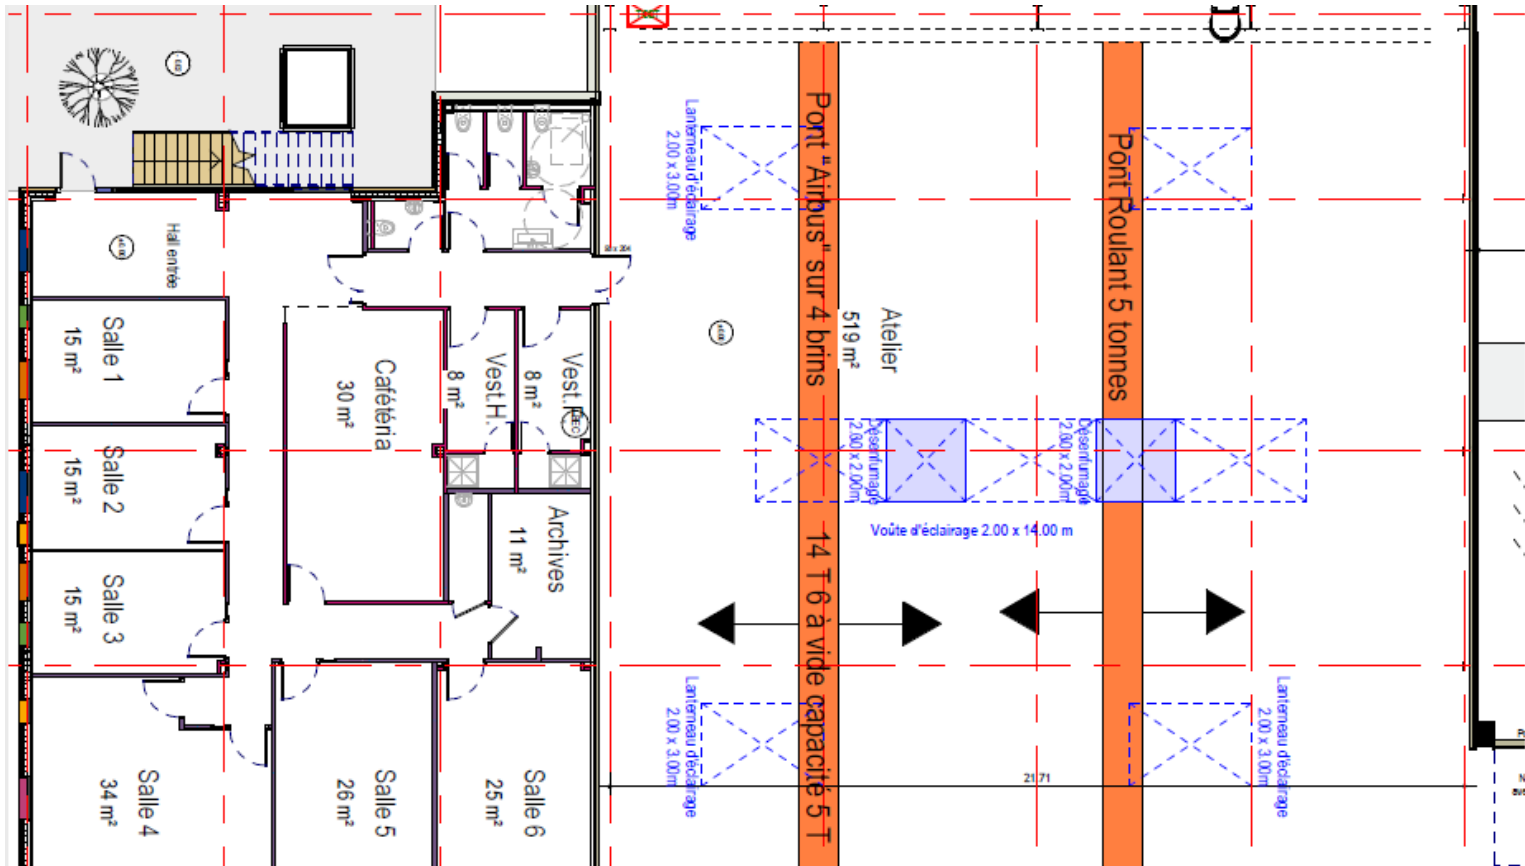 Hall entrée
Salle 1
15 m²
Salle 2
15 m²
Salle 3
15 m²
Salle 4
34 m²
Salle 5
26 m²
Salle 6
25 m²
Cafétéria
30 m²
Vest.H.
8 m²
Vest.F.
8 m²
Archives
11 m²
Lanterneau d'éclairage
2.00 x 3.00m
Lanterneau d'éclairage
2.00 x 3.00m
Lanterneau d'éclairage
2.00 x 3.00m
Pont "Airbus" sur 4 brins
14 T 6 à vide capacité 5 T
Atelier
519 m²
Pont Roulant 5 tonnes
Désenfumage
2.00 x 2.00m
Désenfumage
2.00 x 2.00m
Voûte d'éclairage 2.00 x 14.00 m
21.71